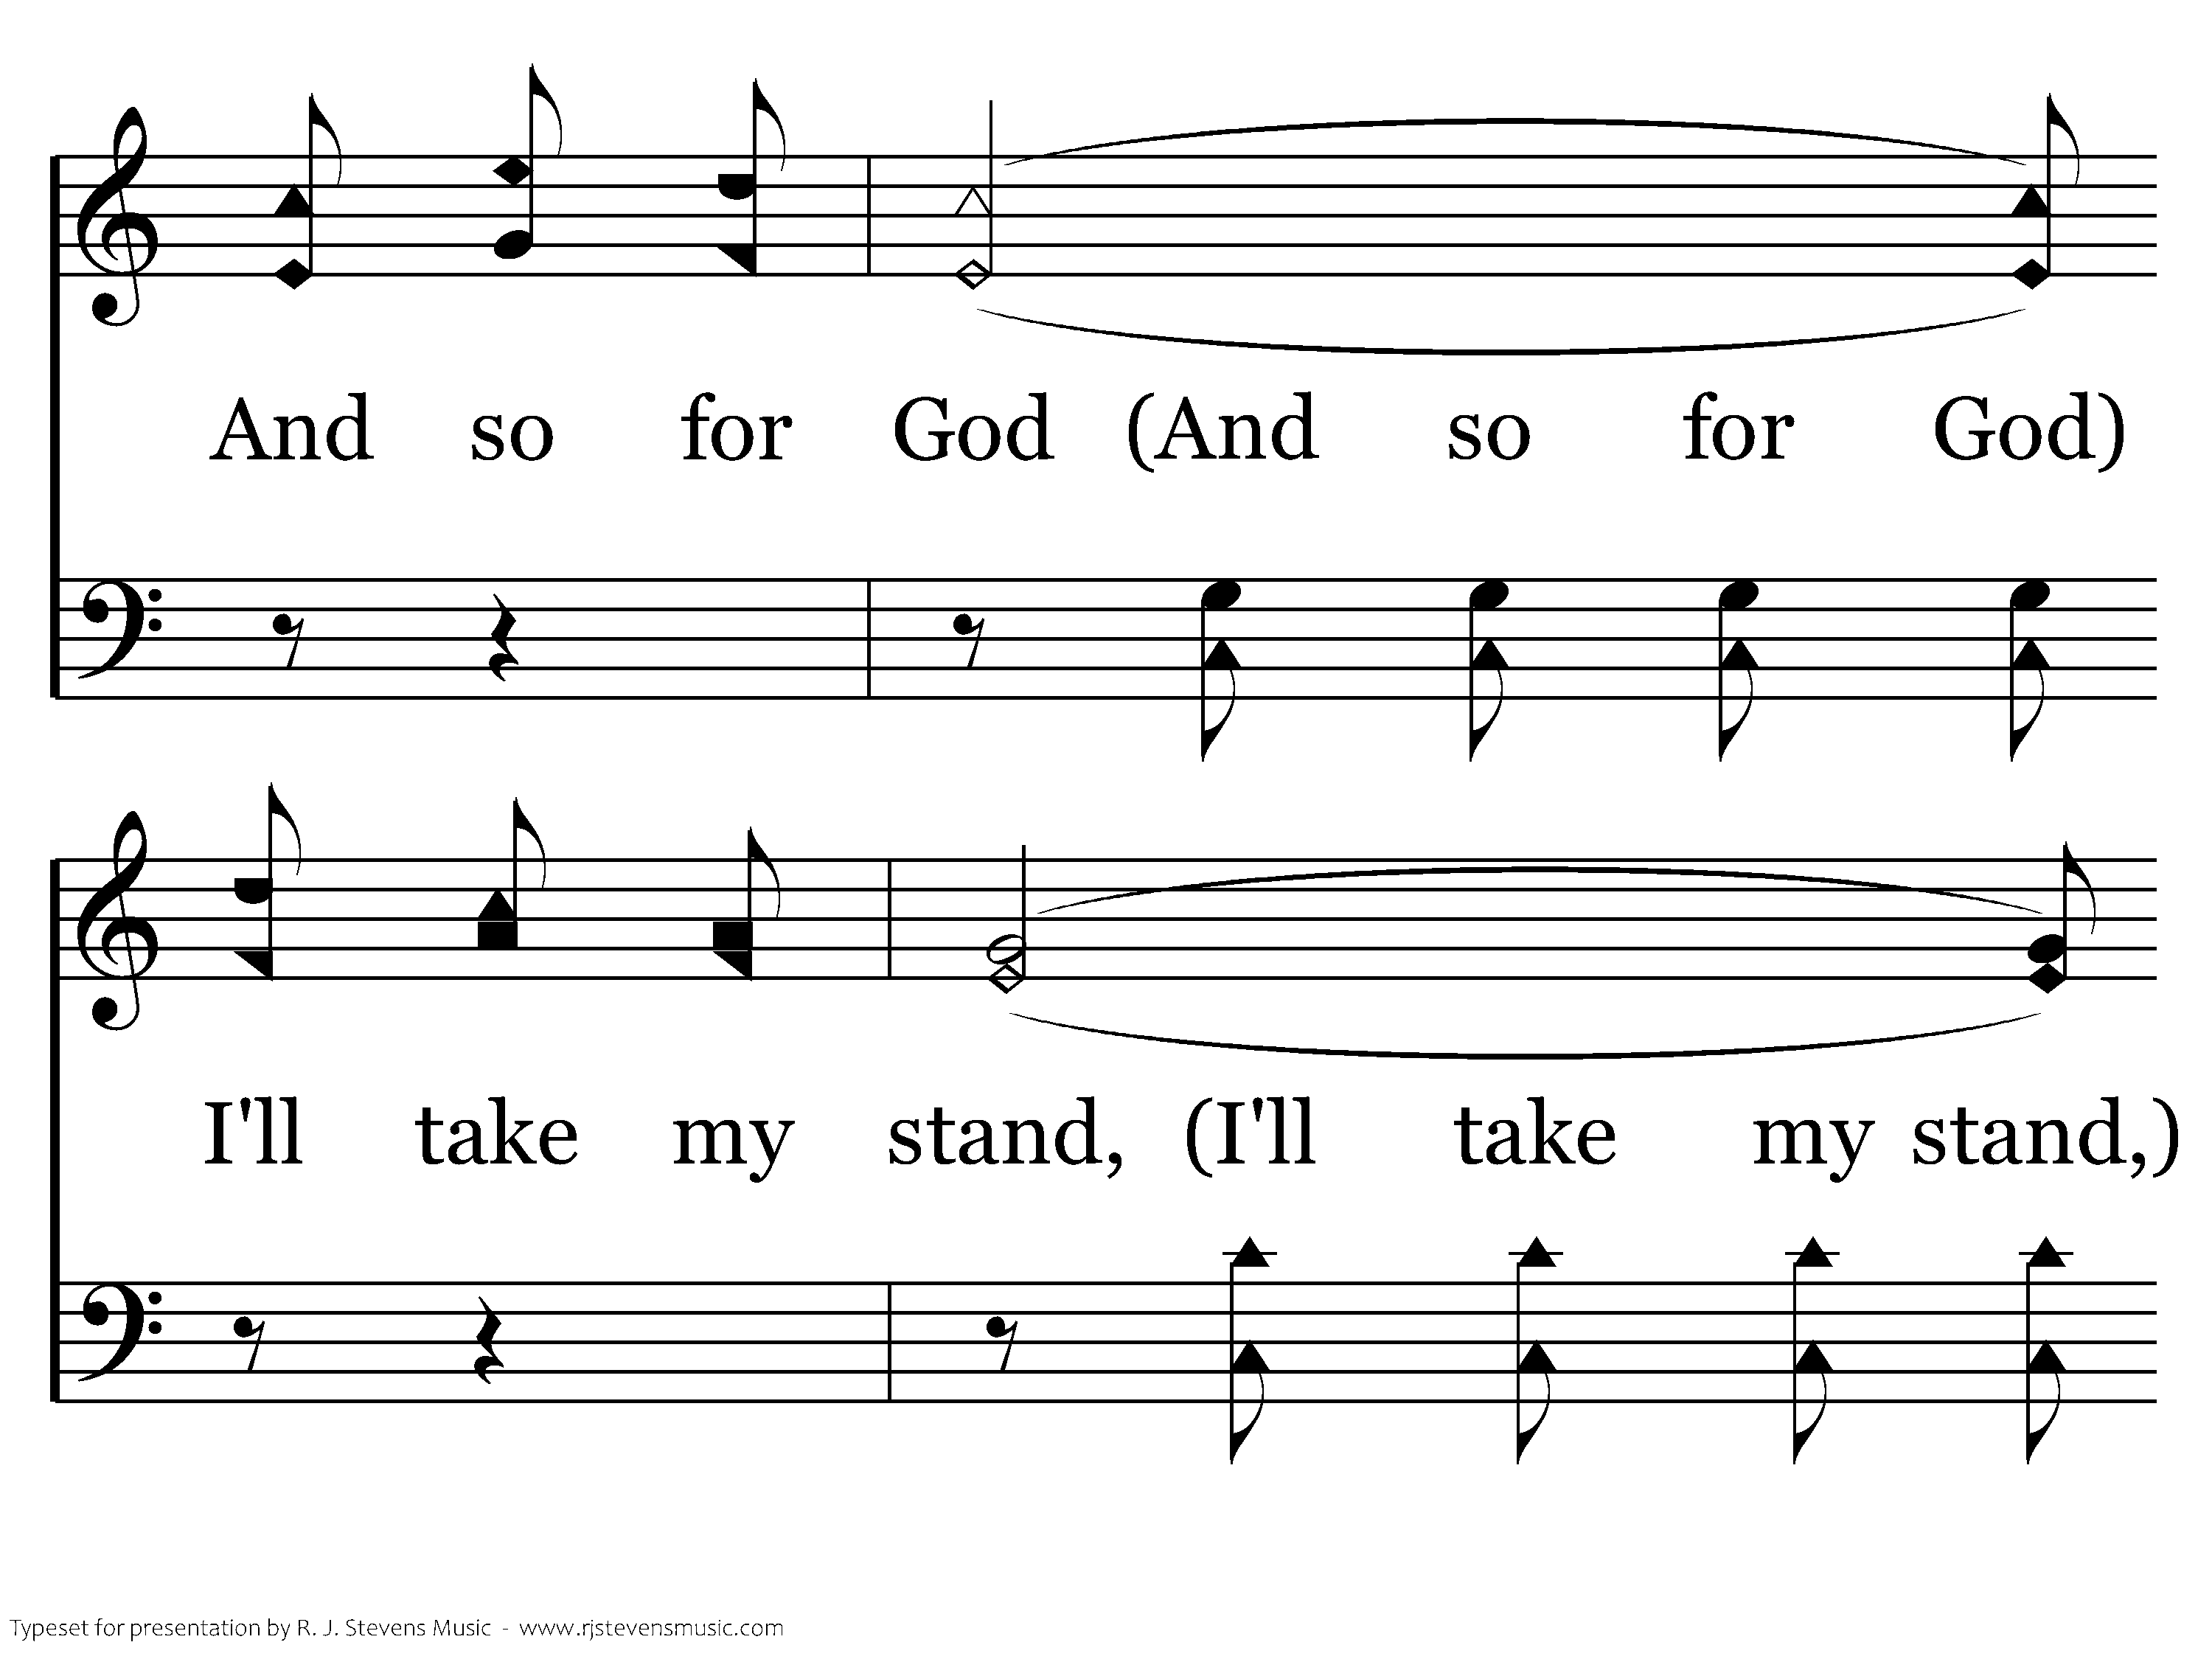 And so for God (And so for God)
I'll take my stand, (I'll take my stand,)
Typeset for presentation by R. J. Stevens Music - www.rjstevensmusic.com